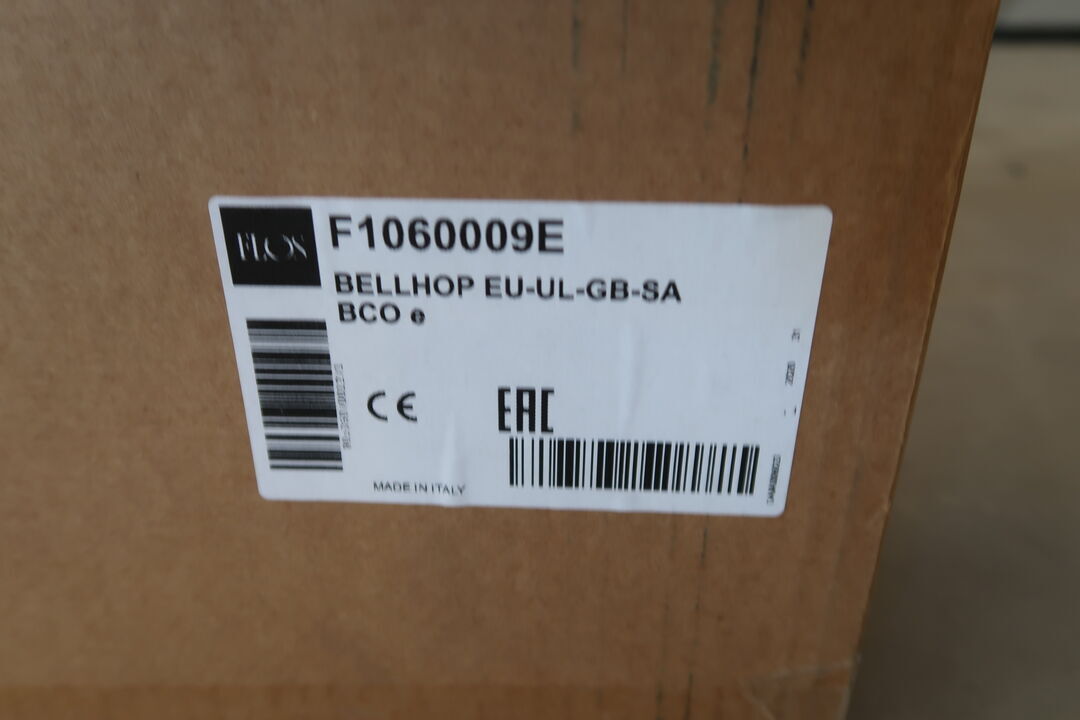 FLOS
F1060009E
BELLHOP EU-UL-GB-SA
BCO e
CE
EAC
MADE IN ITALY